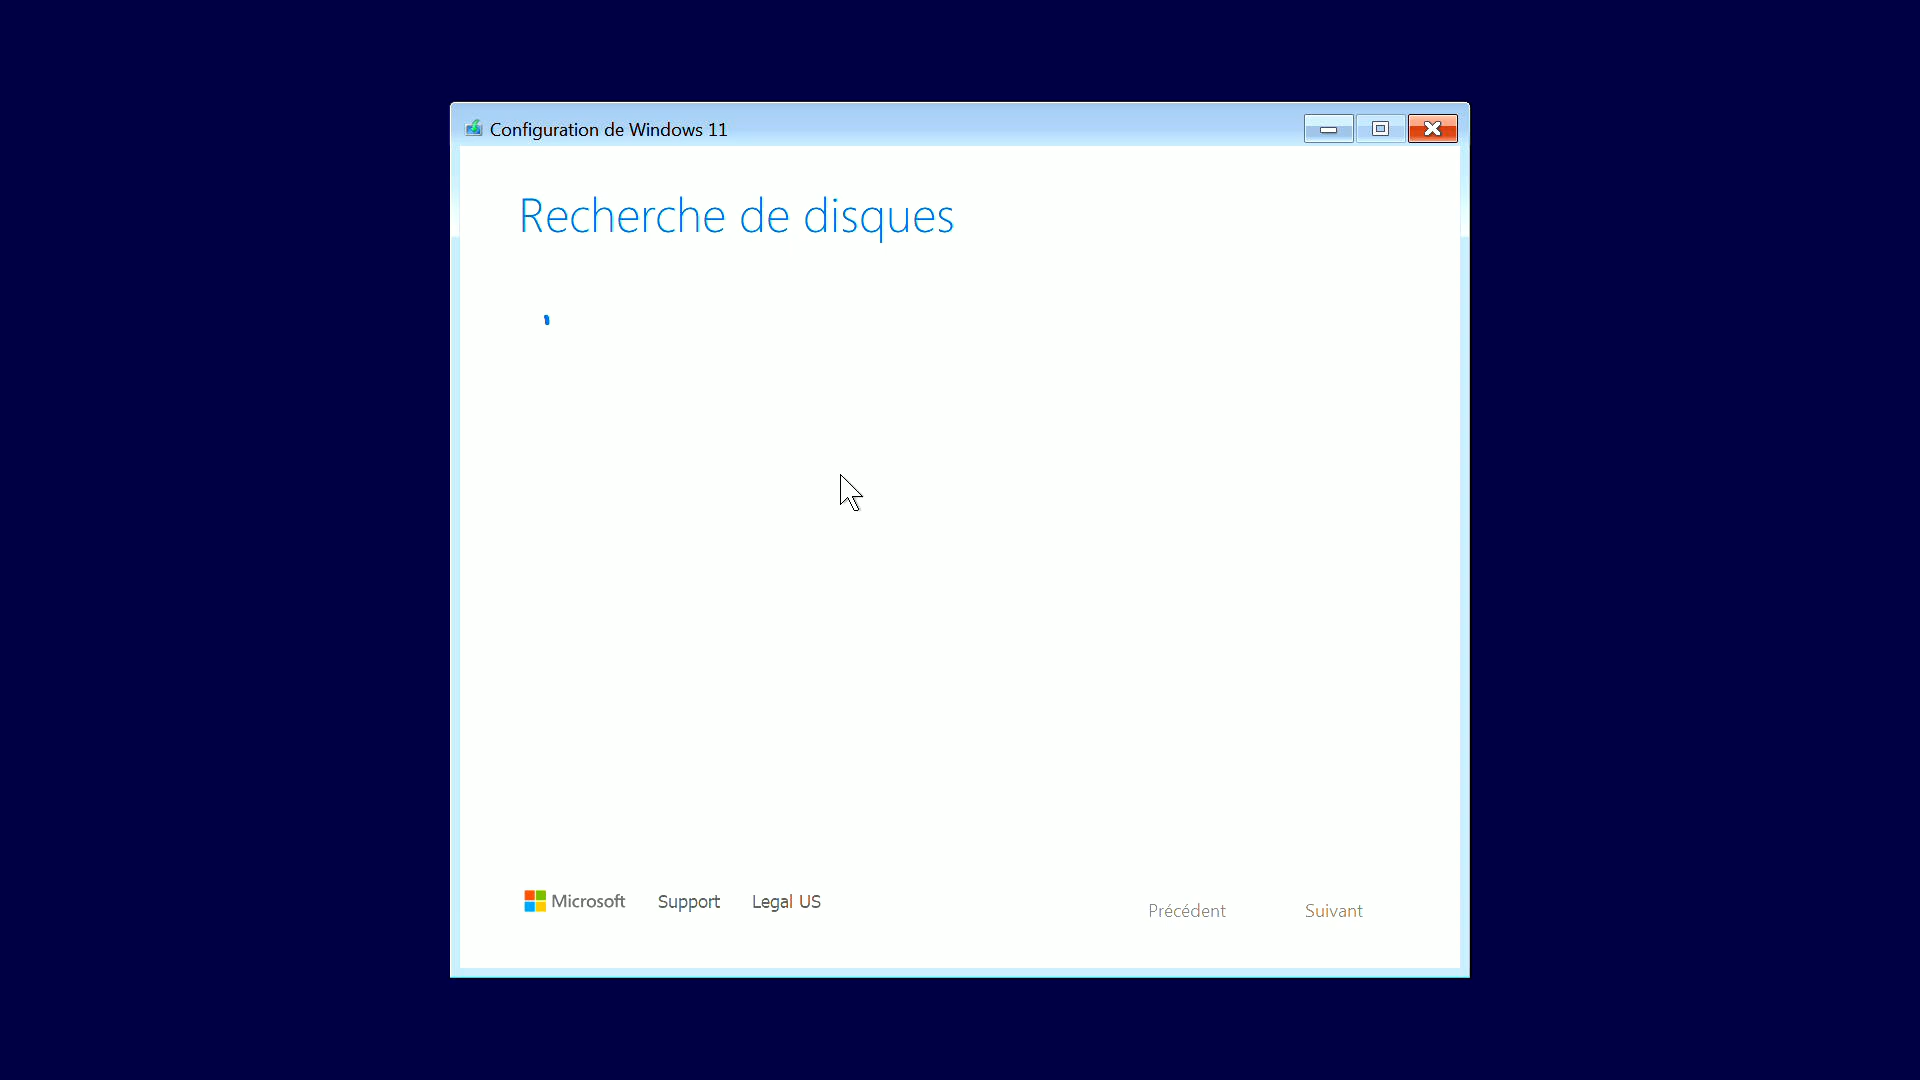 Configuration de Windows 11
Recherche de disques
Microsoft Support Legal US
Précédent Suivant